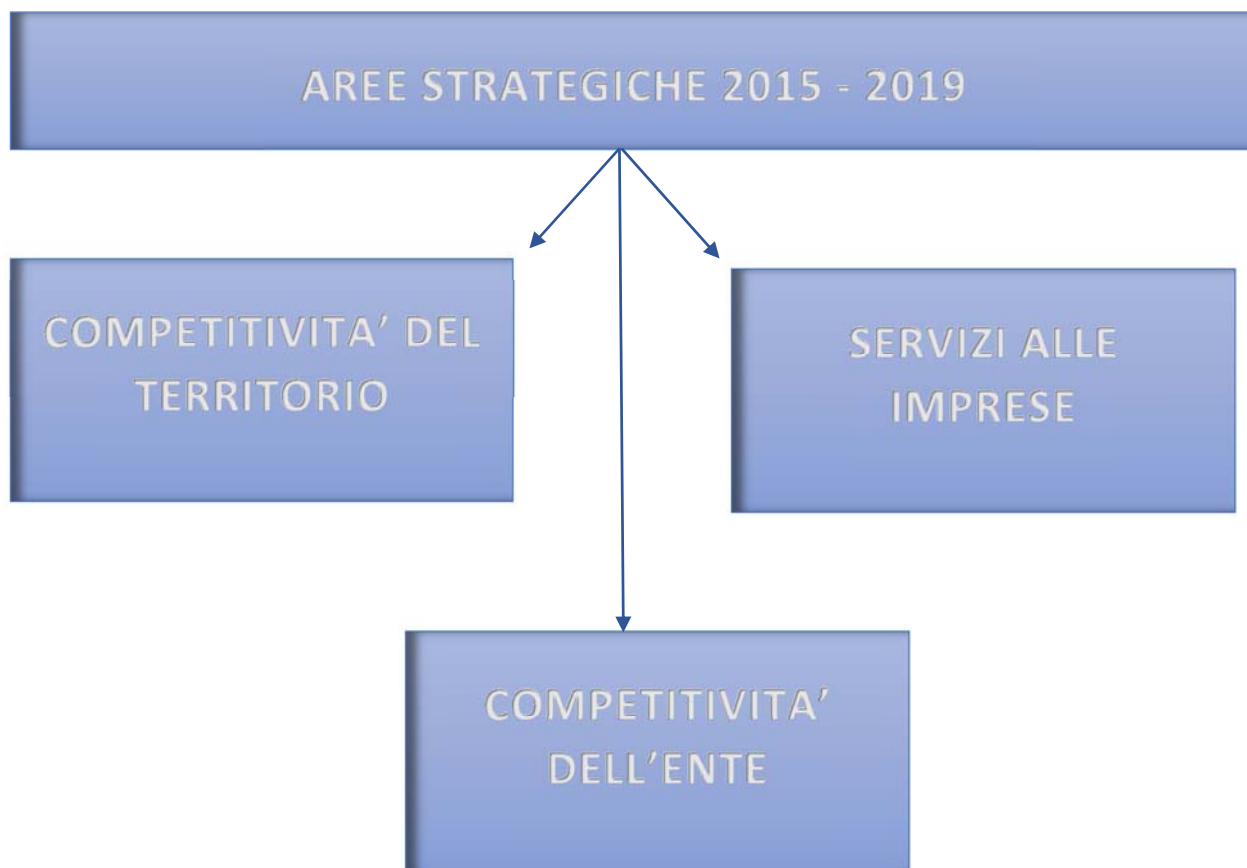 AREE STRATEGICHE 2015 - 2019
COMPETITIVITA’ DEL
TERRITORIO
SERVIZI ALLE
IMPRESE
COMPETITIVITA’
DELL’ENTE